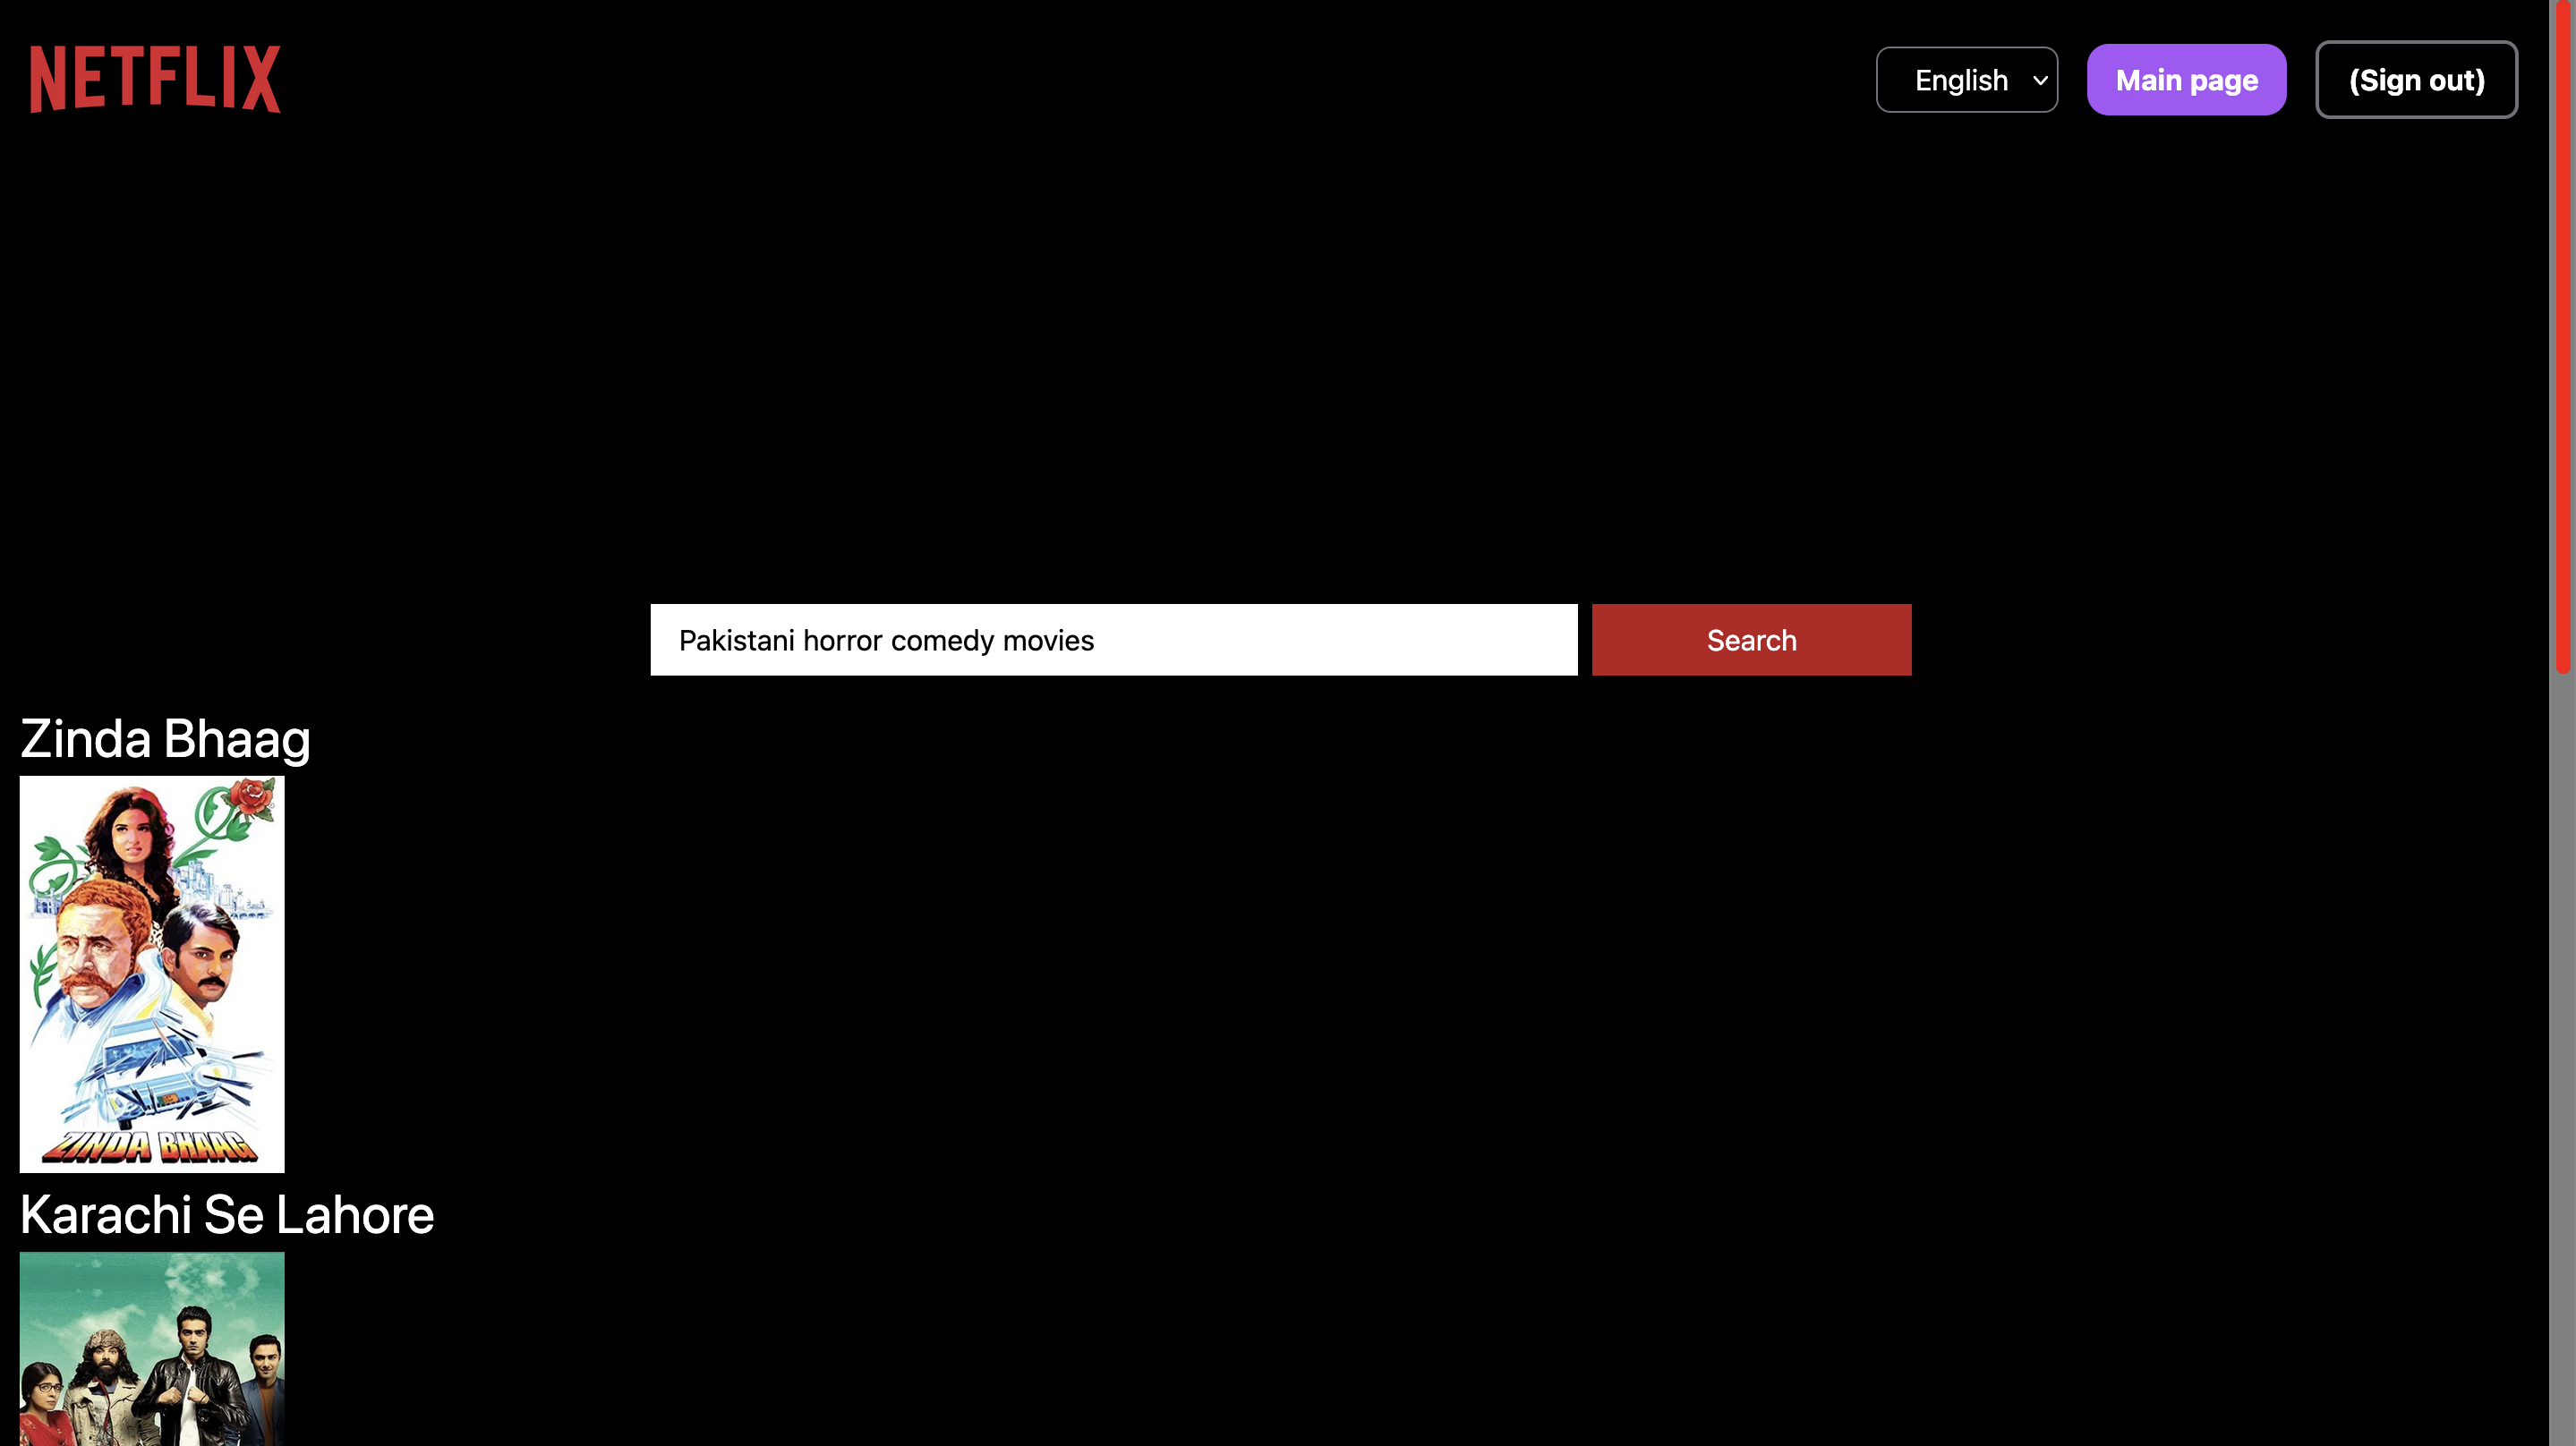 NETFLIX
English
Main page
(Sign out)
Pakistani horror comedy movies
Search
Zinda Bhaag
ZINDA BHAAG
Karachi Se Lahore